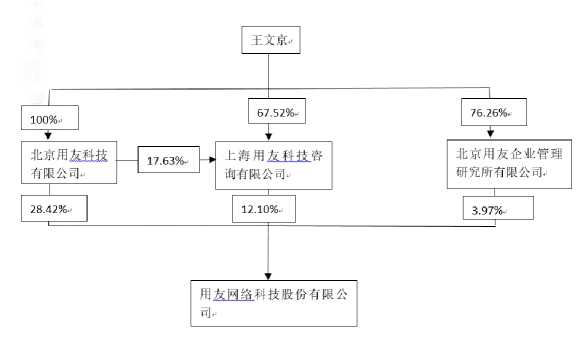 王文京
100%
67.52%
76.26%
北京用友科技
有限公司
17.63%
上海用友科技咨
询有限公司
北京用友企业管理
研究所有限公司
28.42%
12.10%
3.97%
用友网络科技股份有限公
司